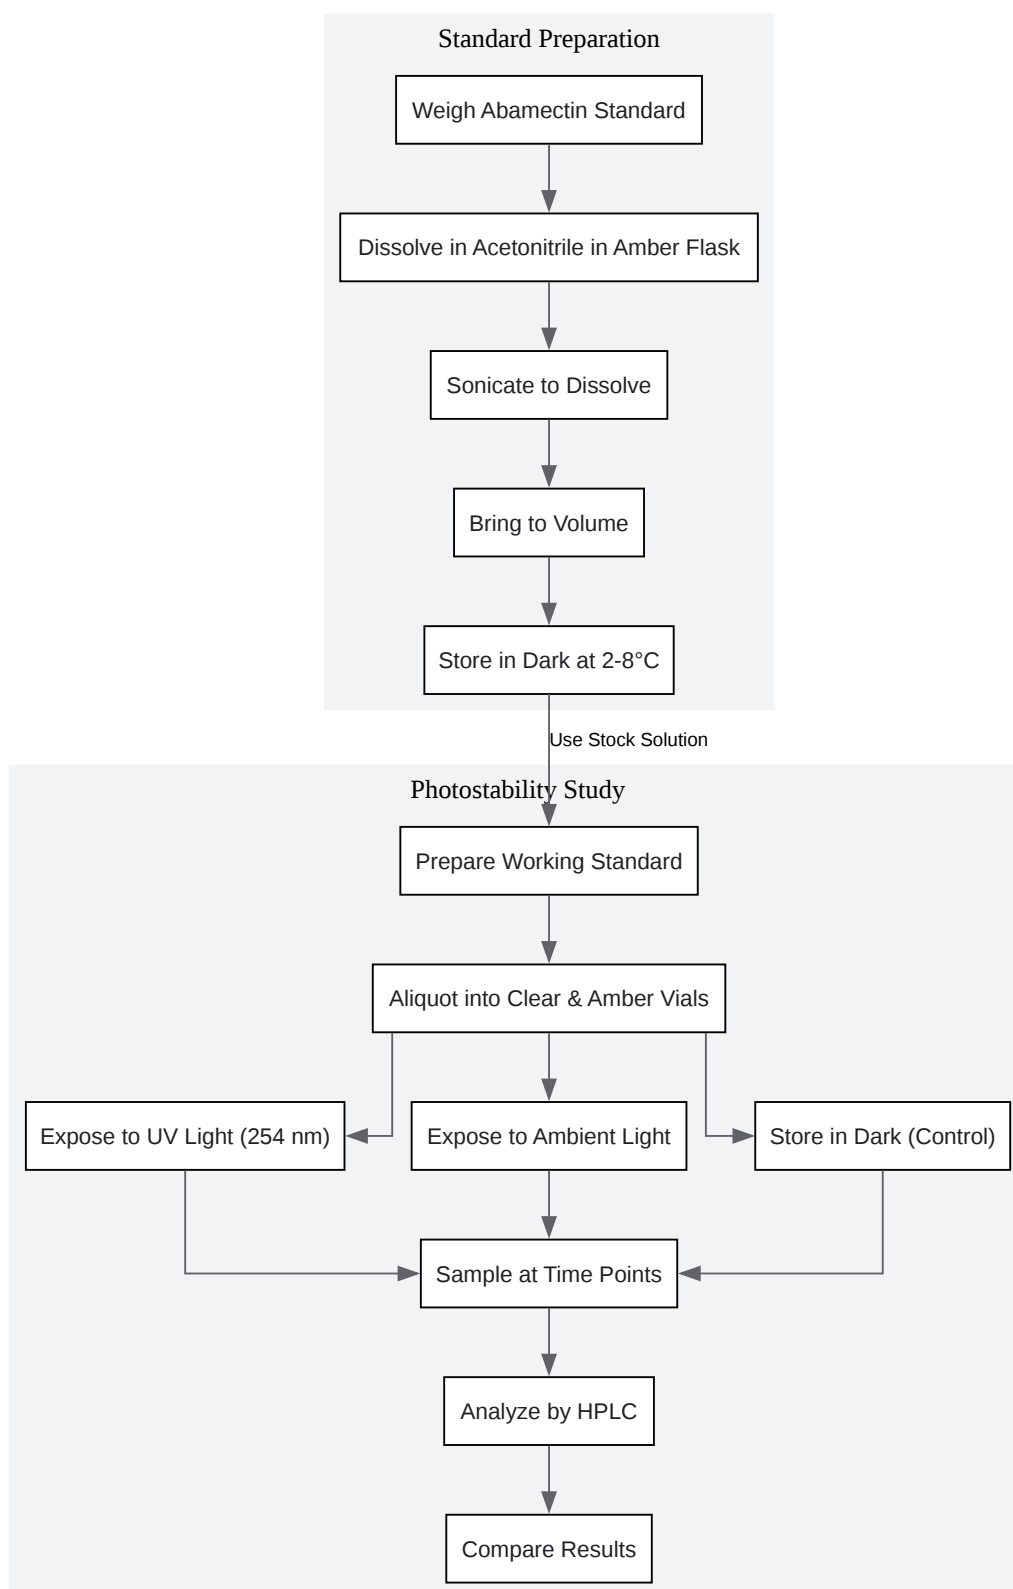 Standard Preparation
Weigh Abamectin Standard
Dissolve in Acetonitrile in Amber Flask
Sonicate to Dissolve
Bring to Volume
Store in Dark at 2-8°C
Use Stock Solution
Photostability Study
Prepare Working Standard
Aliquot into Clear & Amber Vials
Expose to UV Light (254 nm)
Expose to Ambient Light
Store in Dark (Control)
Sample at Time Points
Analyze by HPLC
Compare Results